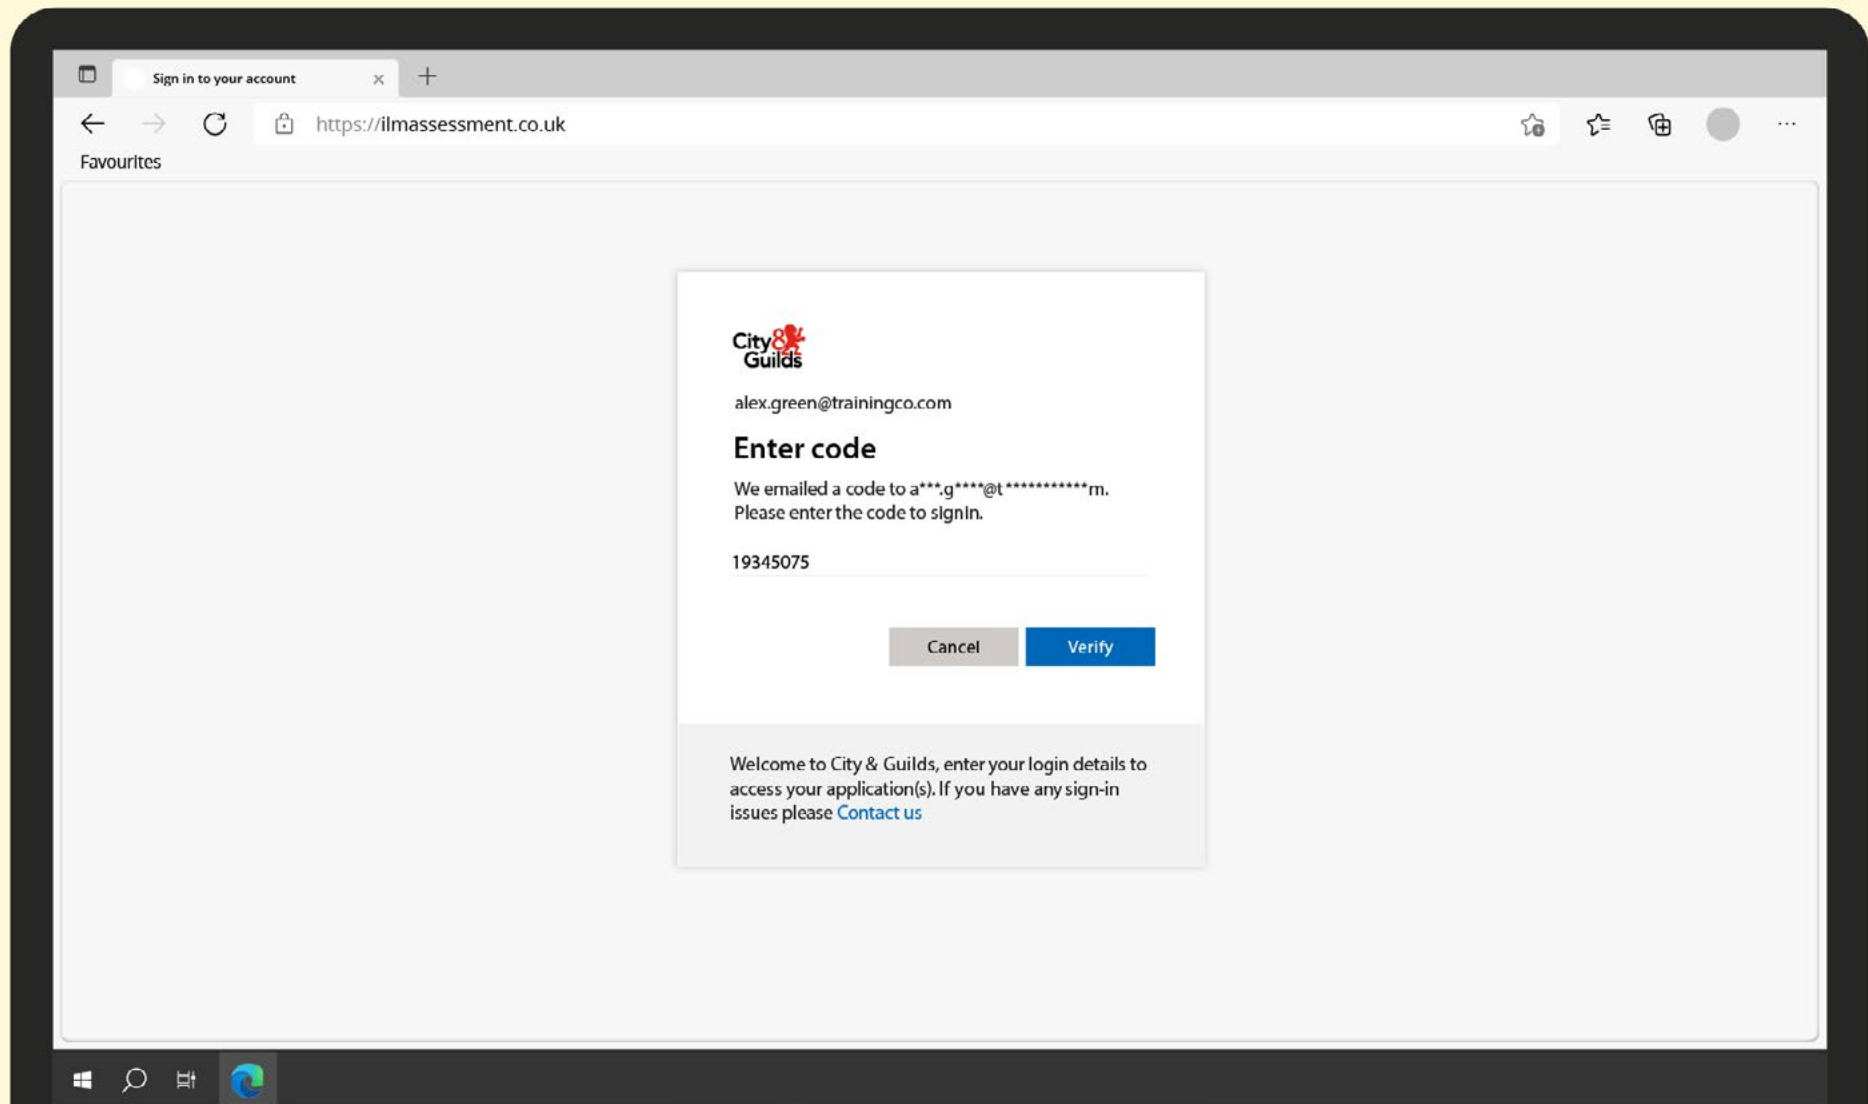 Sign in to your account
https://ilmassessment.co.uk
Favourites
City&
Guilds
alex.green@trainingco.com
Enter code
We emailed a code to a***.g****@t***********m.
Please enter the code to signin.
19345075
Cancel
Verify
Welcome to City & Guilds, enter your login details to
access your application(s). If you have any sign-in
issues please Contact us